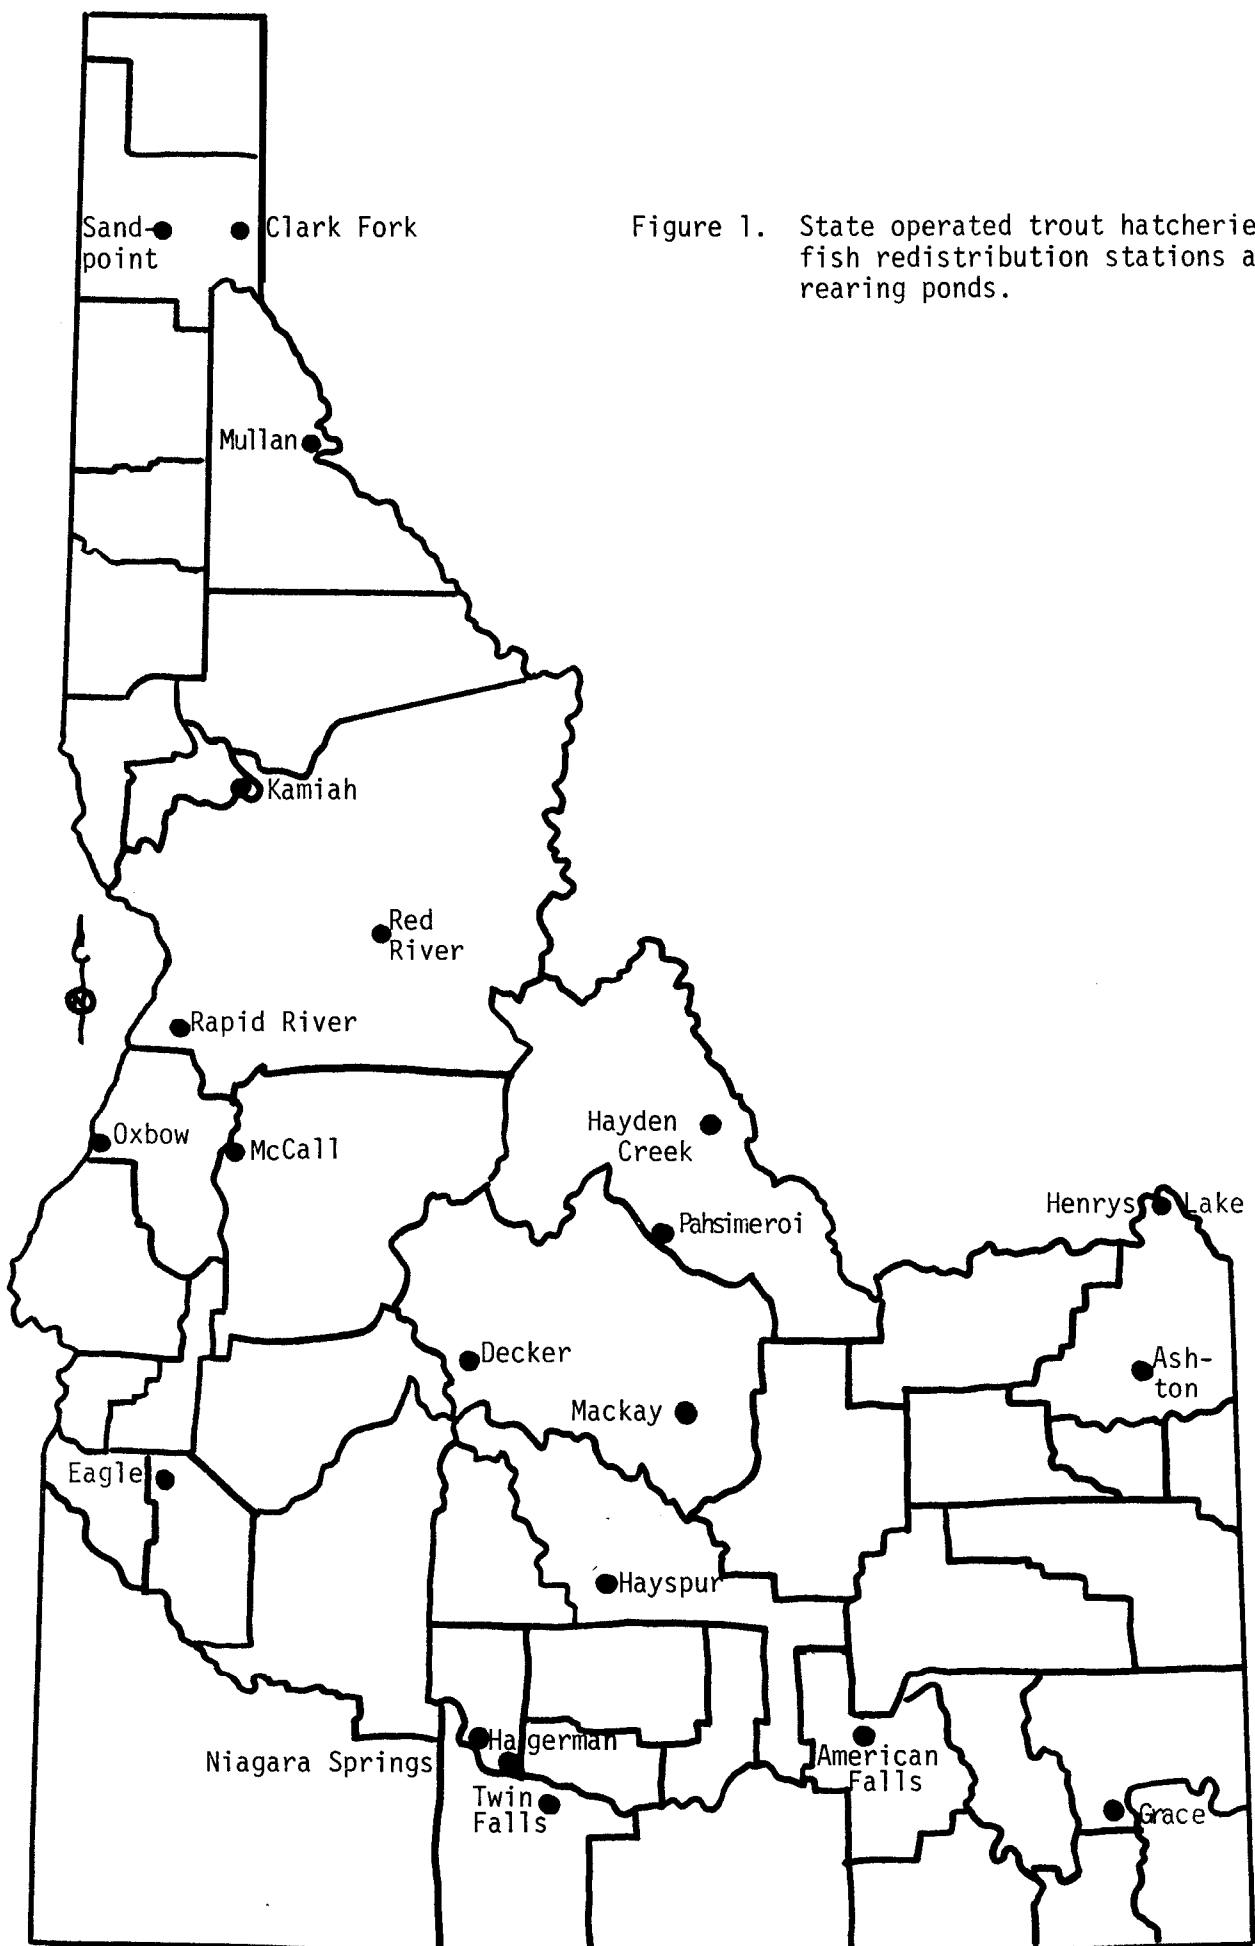 Figure 1. State operated trout hatcherie
fish redistribution stations a
rearing ponds.
Sand-
point
Clark Fork
Mullan
Kamiah
Red
River
N
Rapid River
Oxbow
McCall
Hayden
Creek
Pahsimeroi
Henrys Lake
Decker
Mackay
Ash-
ton
Eagle
Hayspur
Hagerman
Niagara Springs
Twin
Falls
American
Falls
Grace